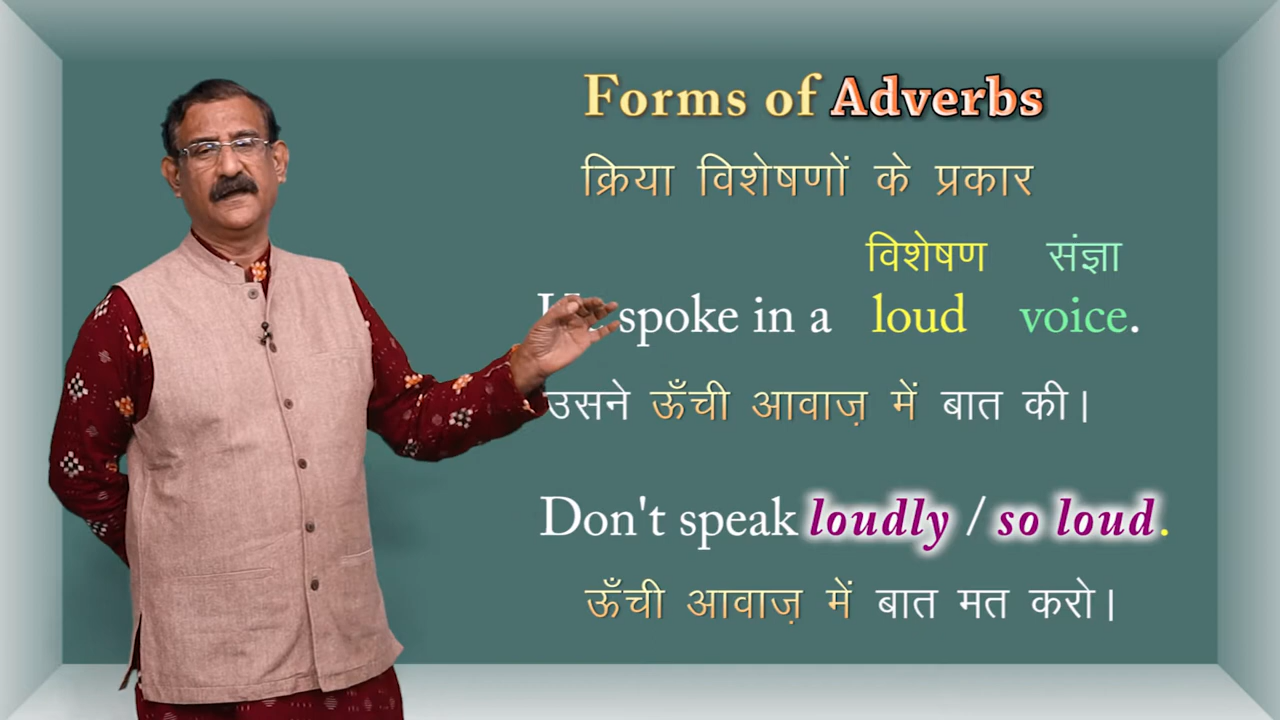 Forms of Adverbs
क्रिया विशेषणों के प्रकार
विशेषण संज्ञा
spoke in a loud voice.
उसने ऊँची आवाज़ में बात की।
Don't speak loudly / so loud.
ऊँची आवाज़ में बात मत करो।